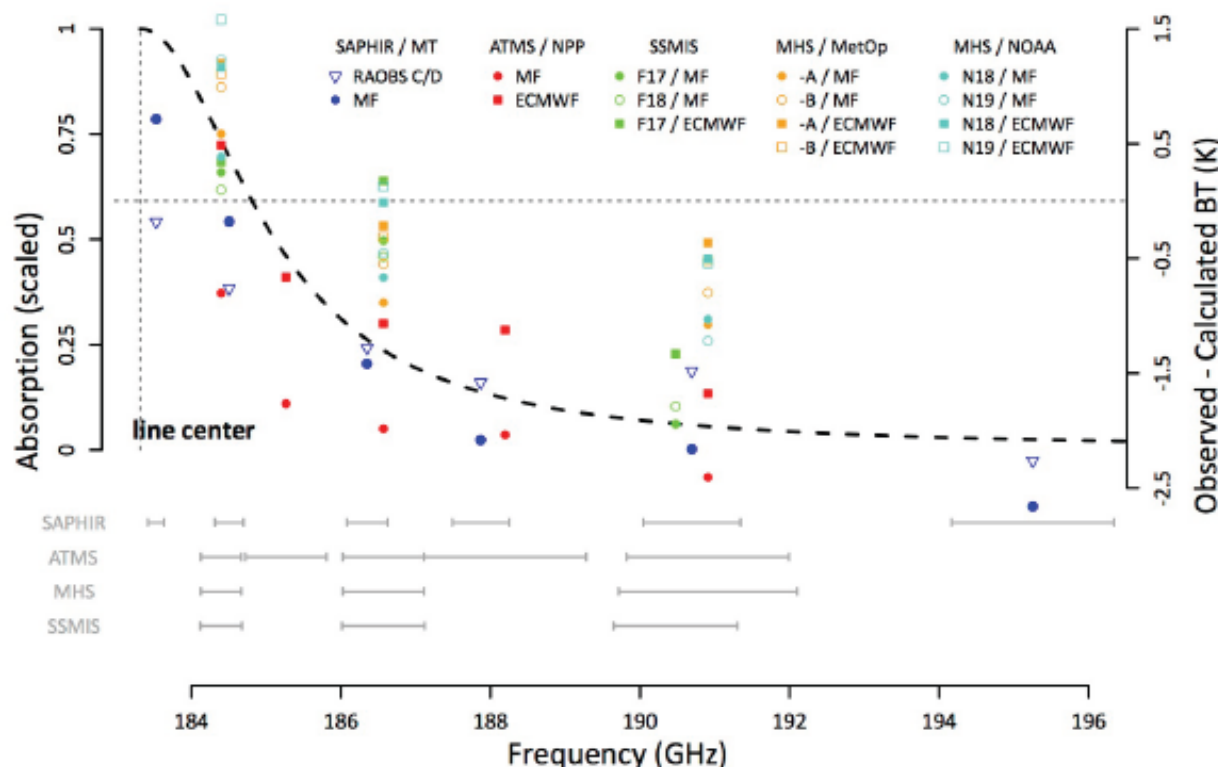 SAPHIR / MT
RAOBS C/D
MF
ATMS / NPP
MF
ECMWF
SSMIS
F17 / MF
F18 / MF
F17 / ECMWF
MHS / MetOp
-A / MF
-B / MF
-A / ECMWF
-B / ECMWF
MHS / NOAA
N18 / MF
N19 / MF
N18 / ECMWF
N19 / ECMWF
Absorption (scaled)
1
0.75
0.5
0.25
0
line center
Observed - Calculated BT (K)
1.5
0.5
-0.5
-1.5
-2.5
SAPHIR
ATMS
MHS
SSMIS
184 186 188 190 192 194 196
Frequency (GHz)